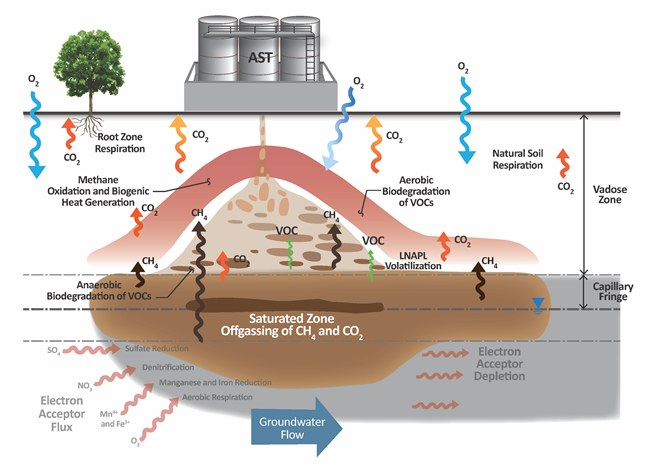 AST
O₂
O₂
O₂
CO₂
Root Zone
Respiration
CO₂
CO₂
Natural Soil
Respiration
CO₂
Vadose
Zone
Methane
Oxidation and Biogenic
Heat Generation
Aerobic
Biodegradation
of VOCs
CO₂
CH₄
CH₄
VOC
VOC
CO₂
CH₄
CO
LNAPL
Volatilization
CH₄
Anaerobic
Biodegradation of VOCs
Capillary
Fringe
Saturated Zone
Offgassing of CH₄ and CO₂
SO₄
Sulfate Reduction
Denitrification
NO₃
Manganese and Iron Reduction
Aerobic Respiration
Electron
Acceptor
Flux
Mn⁴⁺
and Fe³⁺
O₂
Electron
Acceptor
Depletion
Groundwater
Flow